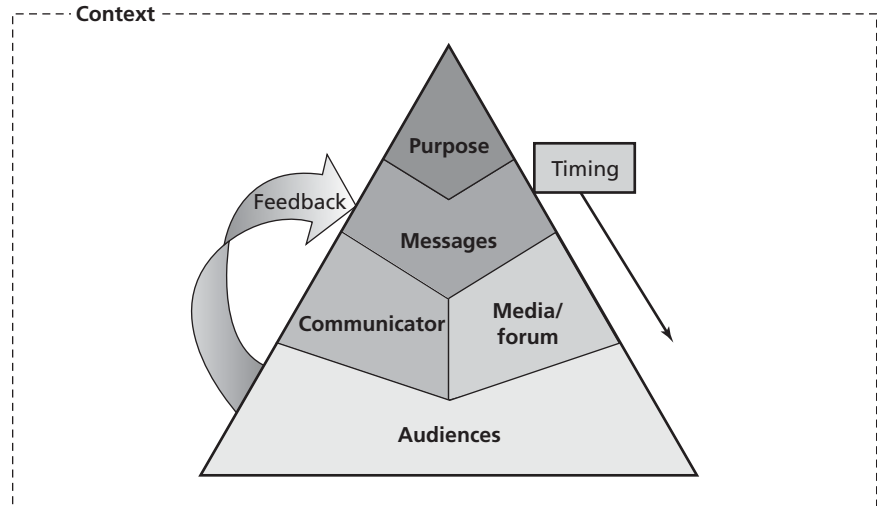 Context
Purpose
Timing
Feedback
Messages
Communicator
Media/
forum
Audiences